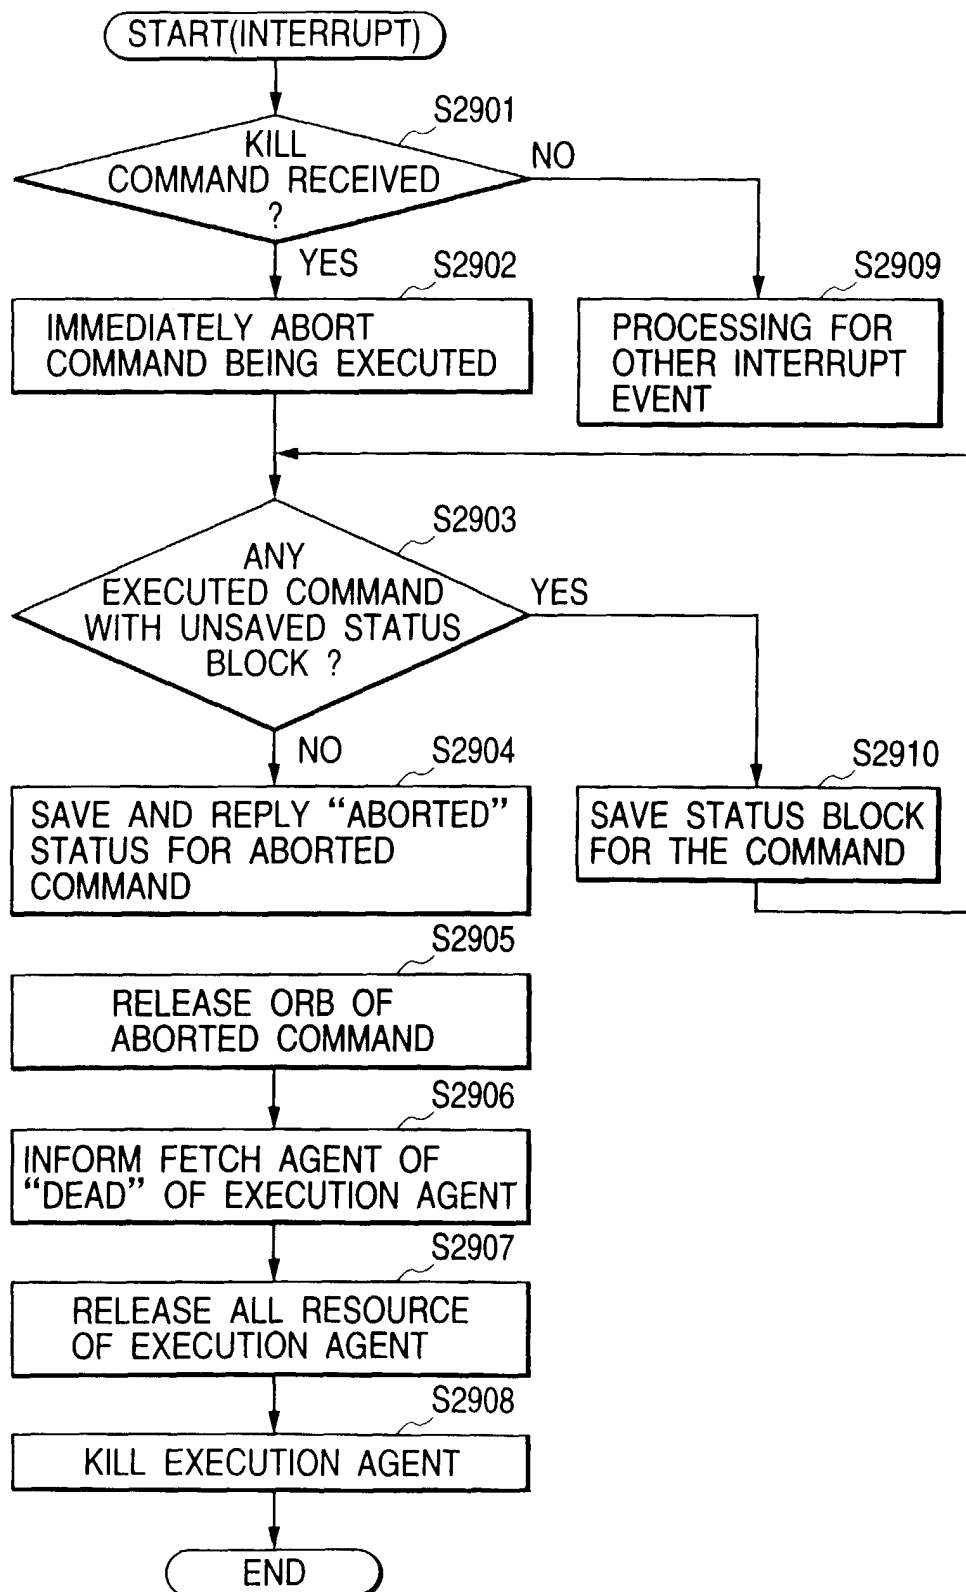 START(INTERRUPT)
S2901
KILL
COMMAND RECEIVED
?
NO
YES
S2902
IMMEDIATELY ABORT
COMMAND BEING EXECUTED
S2909
PROCESSING FOR
OTHER INTERRUPT
EVENT
S2903
ANY
EXECUTED COMMAND
WITH UNSAVED STATUS
BLOCK ?
YES
NO
S2904
SAVE AND REPLY “ABORTED”
STATUS FOR ABORTED
COMMAND
S2910
SAVE STATUS BLOCK
FOR THE COMMAND
S2905
RELEASE ORB OF
ABORTED COMMAND
S2906
INFORM FETCH AGENT OF
“DEAD” OF EXECUTION AGENT
S2907
RELEASE ALL RESOURCE
OF EXECUTION AGENT
S2908
KILL EXECUTION AGENT
END